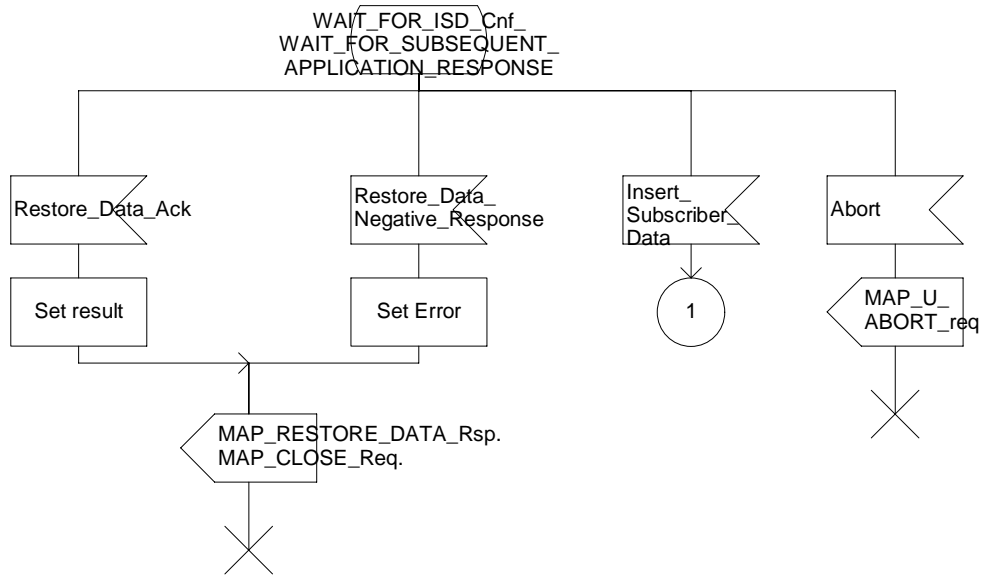 WAIT_FOR_ISD_Cnf_
WAIT_FOR_SUBSEQUENT_
APPLICATION_RESPONSE
Restore_Data_Ack
Restore_Data_
Negative_Response
Insert_
Subscriber_
Data
Abort
Set result
Set Error
1
MAP_U_
ABORT_req
MAP_RESTORE_DATA_Rsp.
MAP_CLOSE_Req.